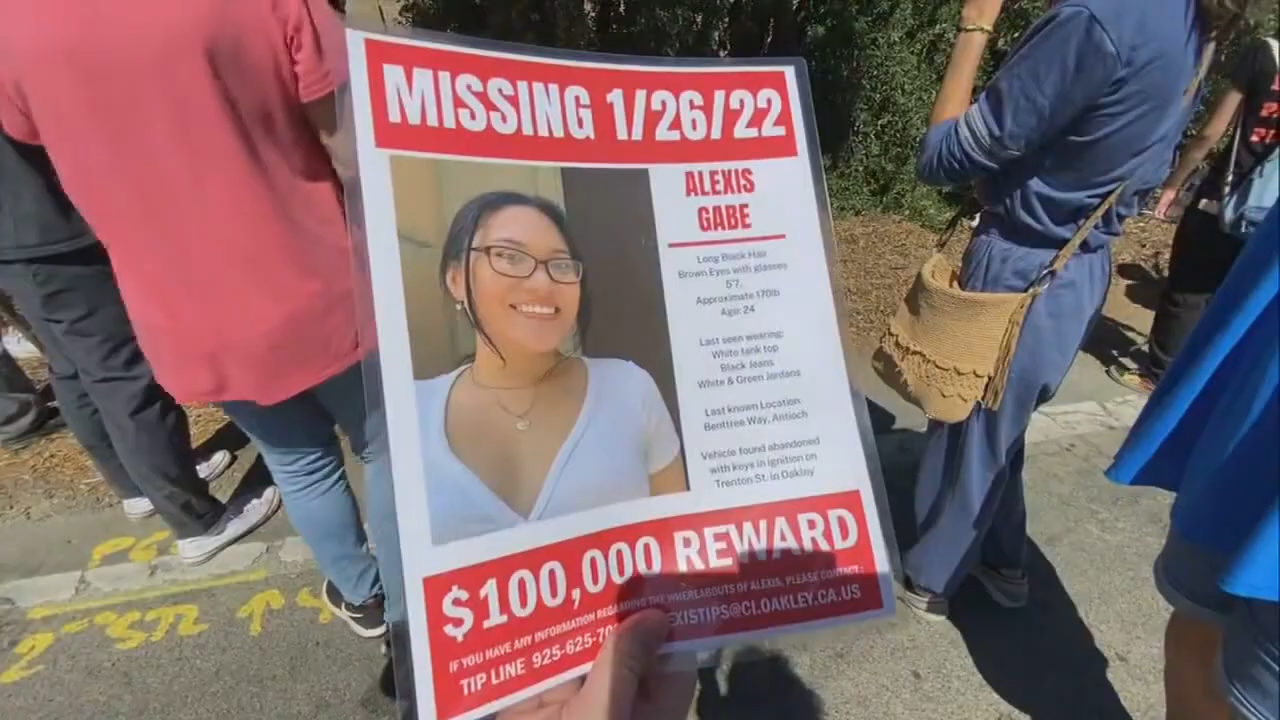 MISSING 1/26/22
ALEXIS
GABE
Long Black Hair
Brown Eyes with glasses
5'7,
Approximate 170lb
Age: 24
Last seen wearing:
White tank top
Black Jeans
White & Green Jordans
Last known Location:
Benttree Way, Antioch
Vehicle found abandoned
with keys in ignition on
Trenton St. in Oakley
$100,000 REWARD
IF YOU HAVE ANY INFORMATION REGARDING THE WHEREABOUTS OF ALEXIS, PLEASE CONTACT:
TIP LINE 925-625-70 EXISTIPS@CI.OAKLEY.CA.US